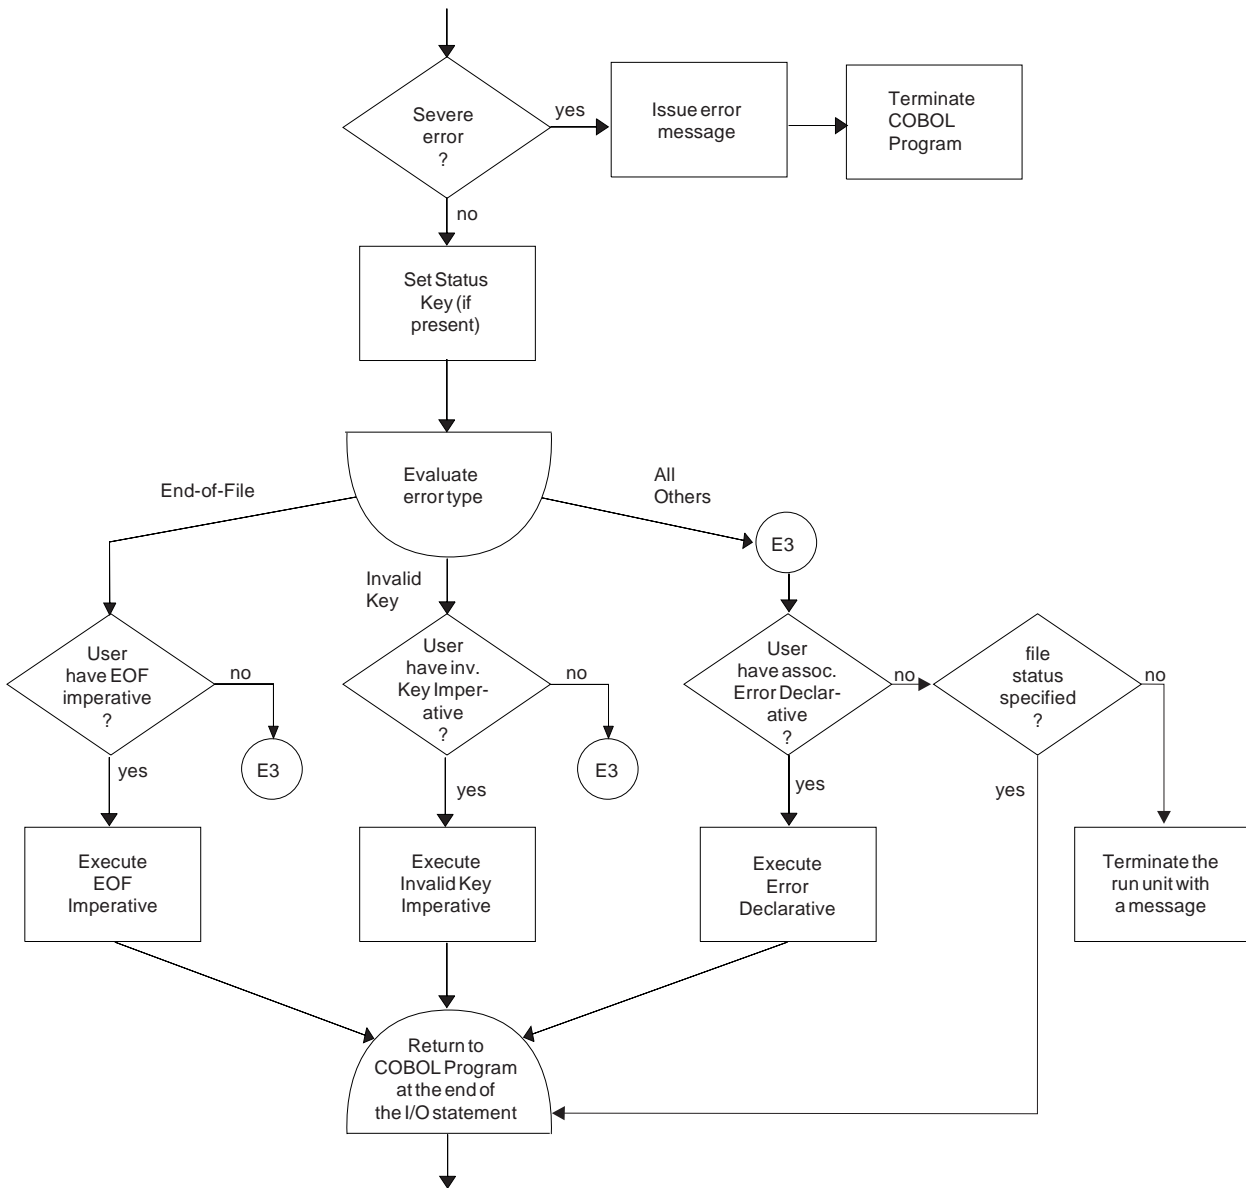 Severe
error
?
yes
Issue error
message
Terminate
COBOL
Program
no
Set Status
Key (if
present)
Evaluate
error type
End-of-File
All
Others
Invalid
Key
E3
User
have EOF
imperative
?
no
E3
yes
User
have inv.
Key Imper-
ative
?
no
E3
yes
User
have assoc.
Error Declar-
ative
?
no
yes
file
status
specified
?
no
yes
Execute
EOF
Imperative
Execute
Invalid Key
Imperative
Execute
Error
Declarative
Terminate the
run unit with
a message
Return to
COBOL Program
at the end of
the I/O statement